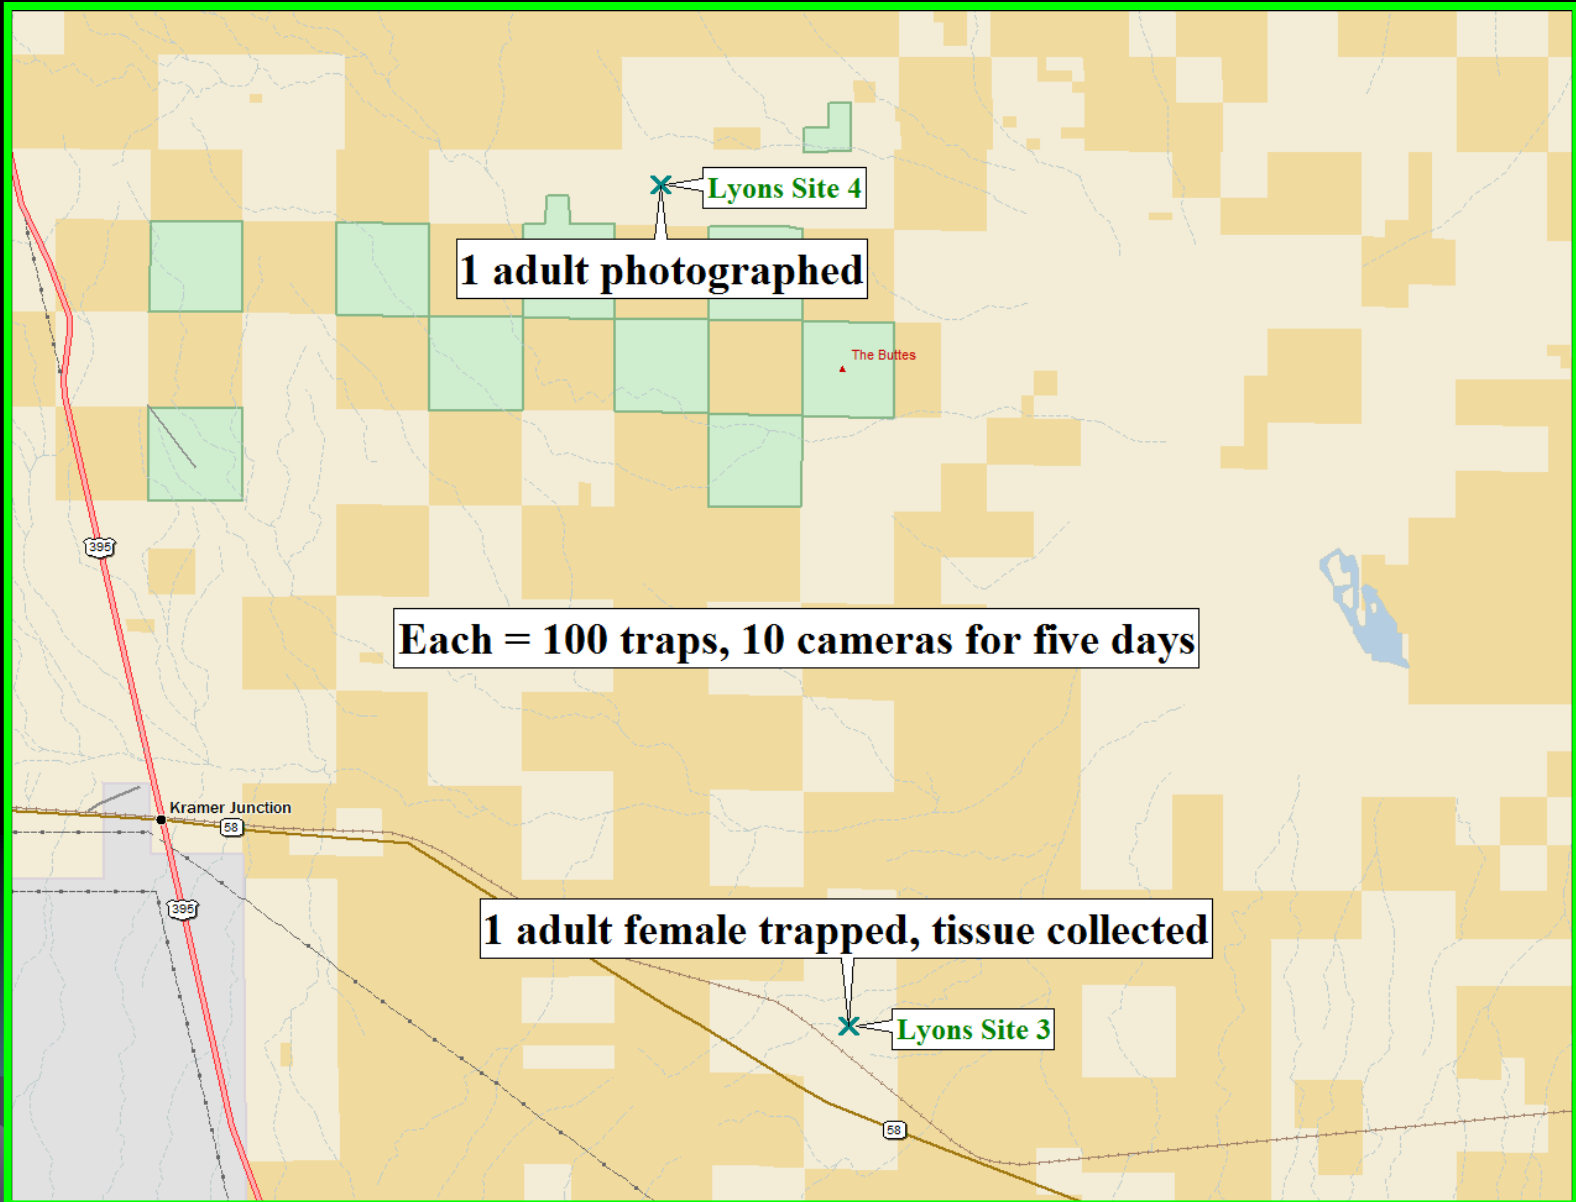 Lyons Site 4
1 adult photographed
The Buttes
395
Each = 100 traps, 10 cameras for five days
Kramer Junction
58
395
1 adult female trapped, tissue collected
Lyons Site 3
58